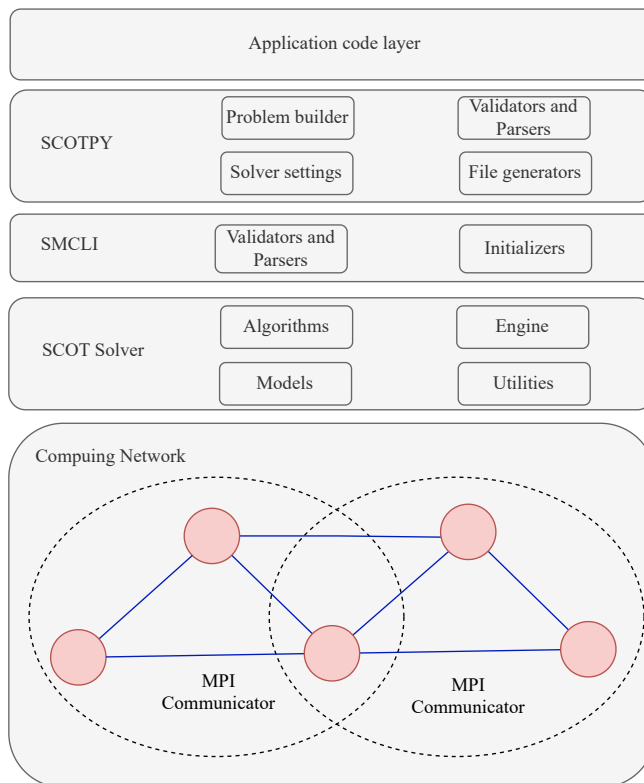 Application code layer
SCOTPY
Problem builder
Validators and
Parsers
Solver settings
File generators
SMCLI
Validators and
Parsers
Initializers
SCOT Solver
Algorithms
Engine
Models
Utilities
Compuing Network
MPI
Communicator
MPI
Communicator